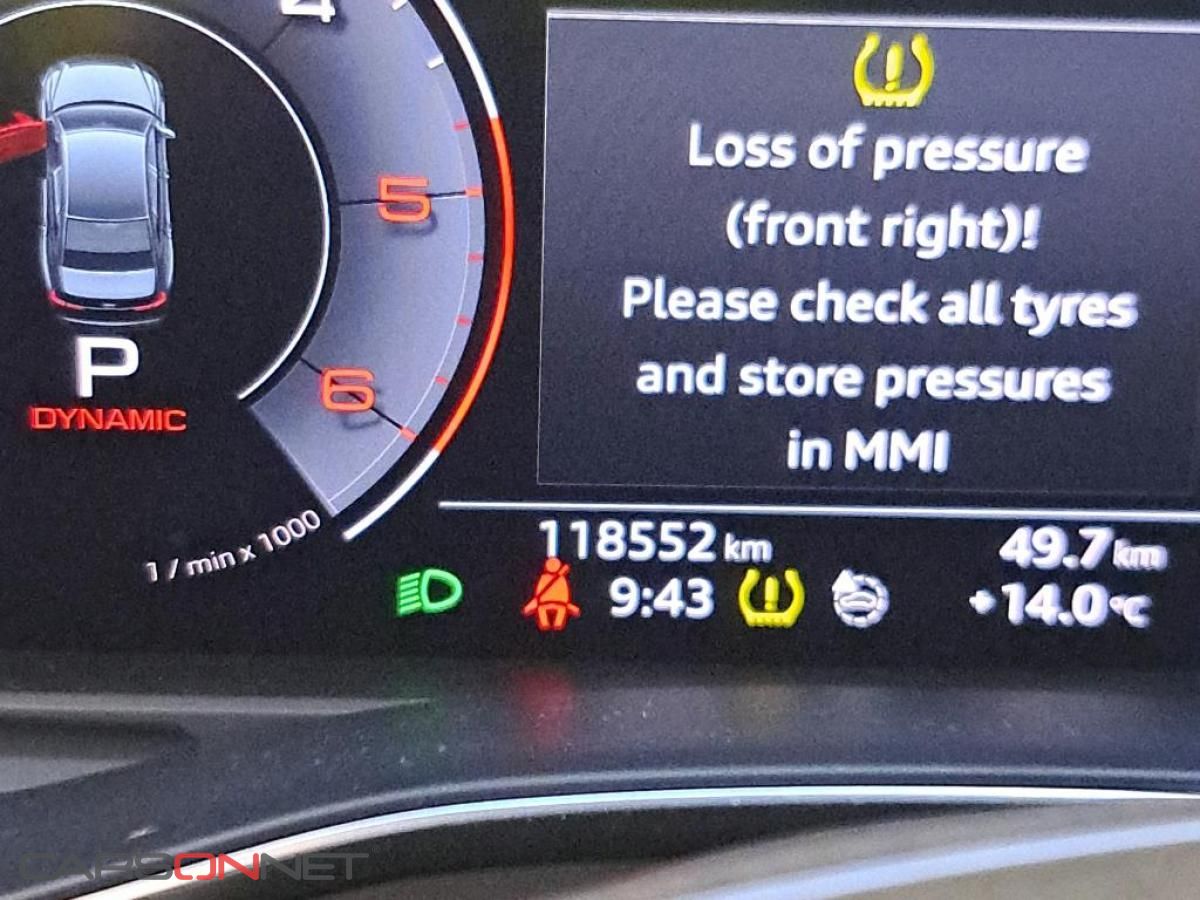 4
5
6
P
DYNAMIC
1 / min x 1000
Loss of pressure
(front right)!
Please check all tyres
and store pressures
in MMI
118552 km
49.7 km
9:43
+14.0°C
CARSONNET